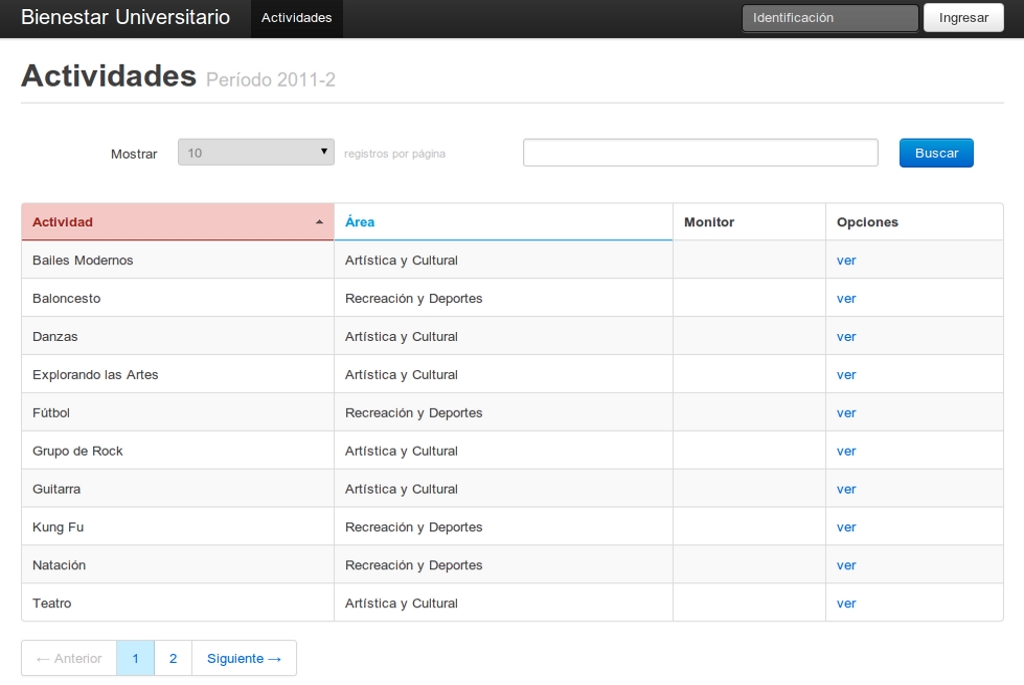 Bienestar Universitario Actividades Identificación Ingresar
Actividades Período 2011-2
Mostrar 10 registros por página Buscar
Actividad Área Monitor Opciones
Bailes Modernos Artística y Cultural ver
Baloncesto Recreación y Deportes ver
Danzas Artística y Cultural ver
Explorando las Artes Artística y Cultural ver
Fútbol Recreación y Deportes ver
Grupo de Rock Artística y Cultural ver
Guitarra Artística y Cultural ver
Kung Fu Recreación y Deportes ver
Natación Recreación y Deportes ver
Teatro Artística y Cultural ver
← Anterior 1 2 Siguiente →